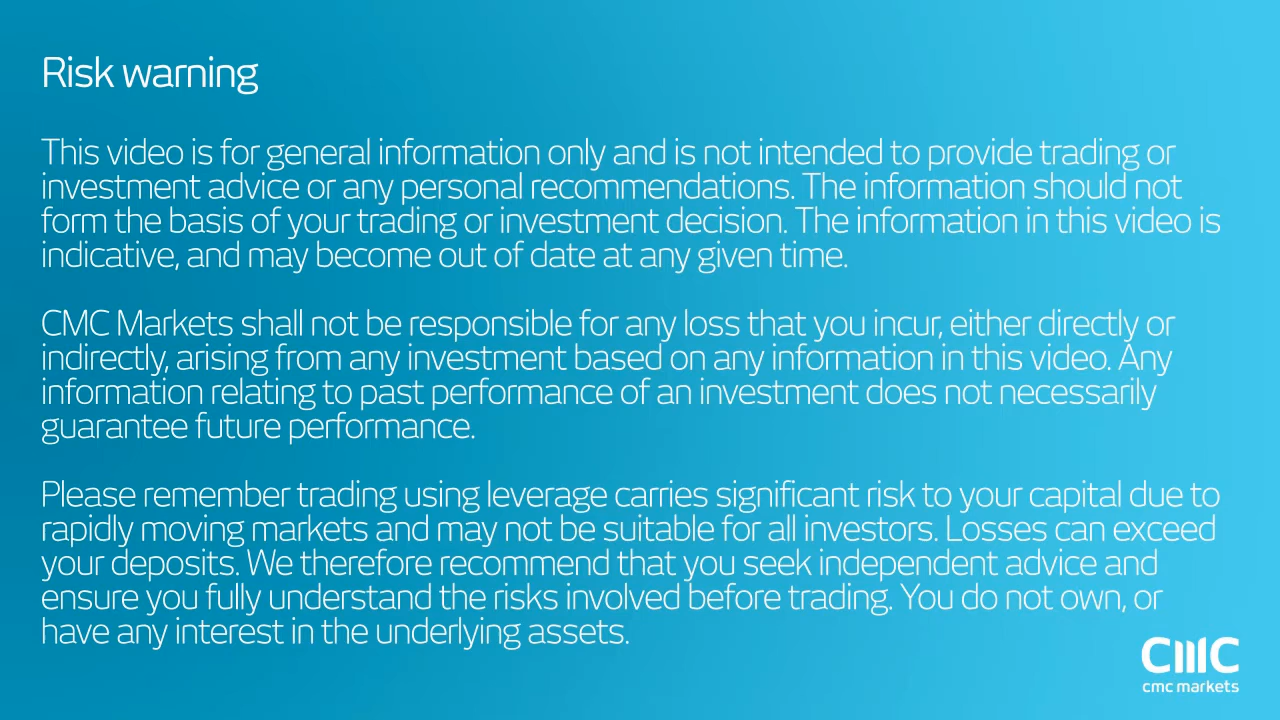 Risk warning
This video is for general information only and is not intended to provide trading or
investment advice or any personal recommendations. The information should not
form the basis of your trading or investment decision. The information in this video is
indicative, and may become out of date at any given time.
CMC Markets shall not be responsible for any loss that you incur, either directly or
indirectly, arising from any investment based on any information in this video. Any
information relating to past performance of an investment does not necessarily
guarantee future performance.
Please remember trading using leverage carries significant risk to your capital due to
rapidly moving markets and may not be suitable for all investors. Losses can exceed
your deposits. We therefore recommend that you seek independent advice and
ensure you fully understand the risks involved before trading. You do not own, or
have any interest in the underlying assets.
CMC
cmc markets